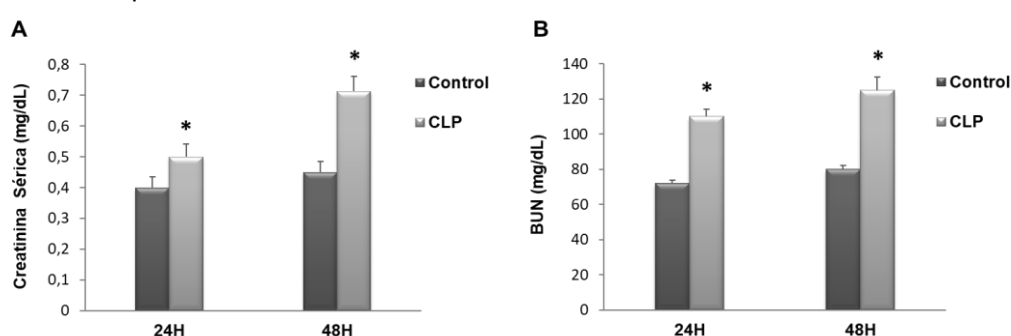 A
Creatinina Sérica (mg/dL)
0,8
0,7
0,6
0,5
0,4
0,3
0,2
0,1
0
*
*
24H
48H
Control
CLP
B
BUN (mg/dL)
140
120
100
80
60
40
20
0
*
*
24H
48H
Control
CLP